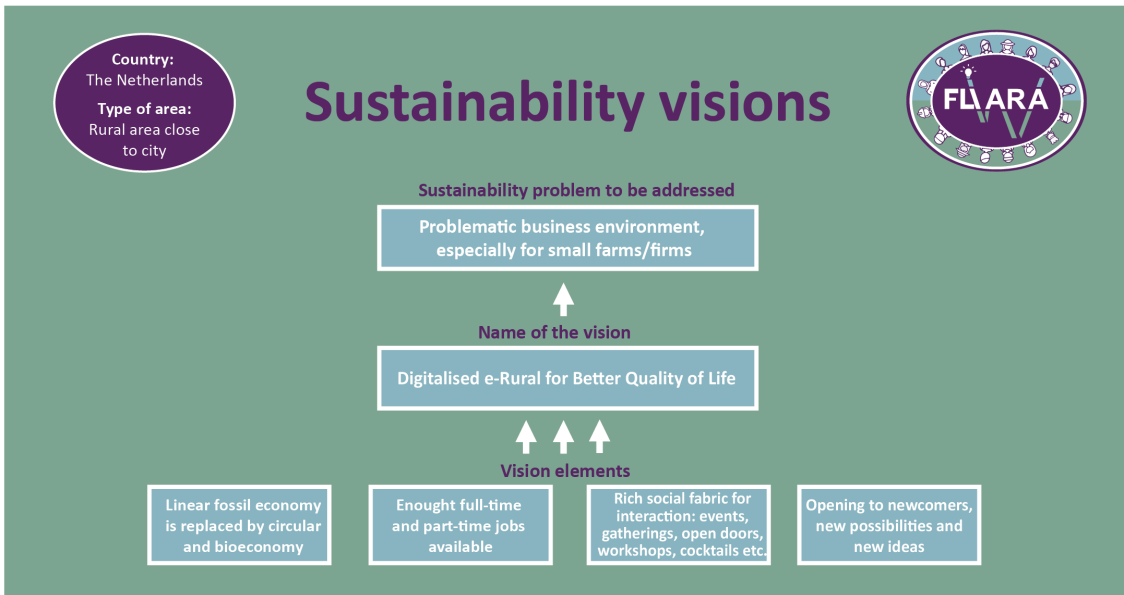 Country:
The Netherlands
Type of area:
Rural area close
to city
Sustainability visions
FLIARA
Sustainability problem to be addressed
Problematic business environment,
especially for small farms/firms
Name of the vision
Digitalised e-Rural for Better Quality of Life
Vision elements
Linear fossil economy
is replaced by circular
and bioeconomy
Enought full-time
and part-time jobs
available
Rich social fabric for
interaction: events,
gatherings, open doors,
workshops, cocktails etc.
Opening to newcomers,
new possibilities and
new ideas